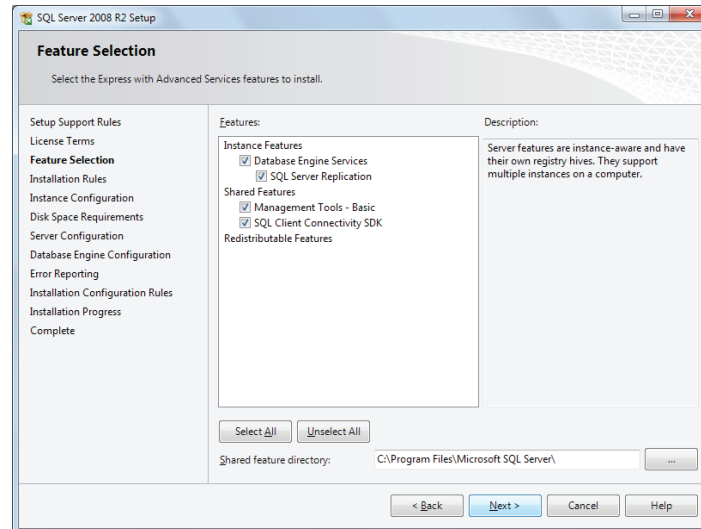 SQL Server 2008 R2 Setup
Feature Selection
Select the Express with Advanced Services features to install.
Setup Support Rules
License Terms
Feature Selection
Installation Rules
Instance Configuration
Disk Space Requirements
Server Configuration
Database Engine Configuration
Error Reporting
Installation Configuration Rules
Installation Progress
Complete
Features:
Instance Features
Database Engine Services
SQL Server Replication
Shared Features
Management Tools - Basic
SQL Client Connectivity SDK
Redistributable Features
Description:
Server features are instance-aware and have
their own registry hives. They support
multiple instances on a computer.
Select All
Unselect All
Shared feature directory:
C:\Program Files\Microsoft SQL Server\
...
< Back
Next >
Cancel
Help